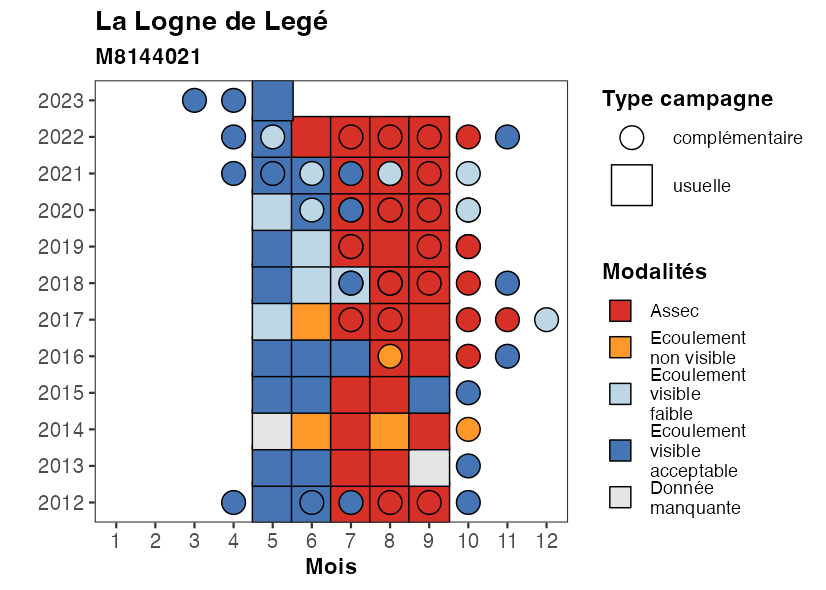 La Logne de Legé
M8144021
2023
2022
2021
2020
2019
2018
2017
2016
2015
2014
2013
2012
1 2 3 4 5 6 7 8 9 10 11 12
Mois
Type campagne
complémentaire
usuelle
Modalités
Assec
Ecoulement
non visible
Ecoulement
visible
faible
Ecoulement
visible
acceptable
Donnée
manquante